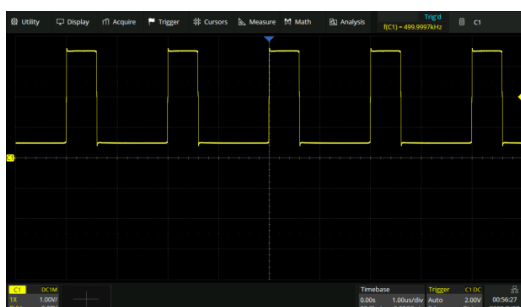 Utility Display Acquire Trigger Cursors Measure Math Analysis Trig'd C1
f(C1) = 499.9997kHz
C1
C1 DC1M Timebase Trigger C1 DC
1X 1.00V/ 0.00s 1.00us/div Auto 2.00V 00:56:27